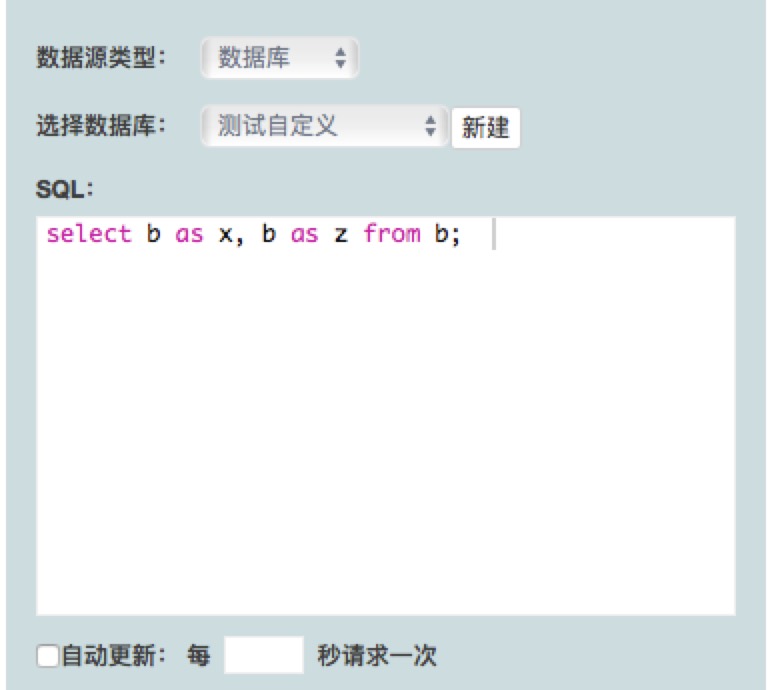 数据源类型： 数据库
选择数据库： 测试自定义 新建
SQL：
select b as x, b as z from b;
自动更新： 每 秒请求一次